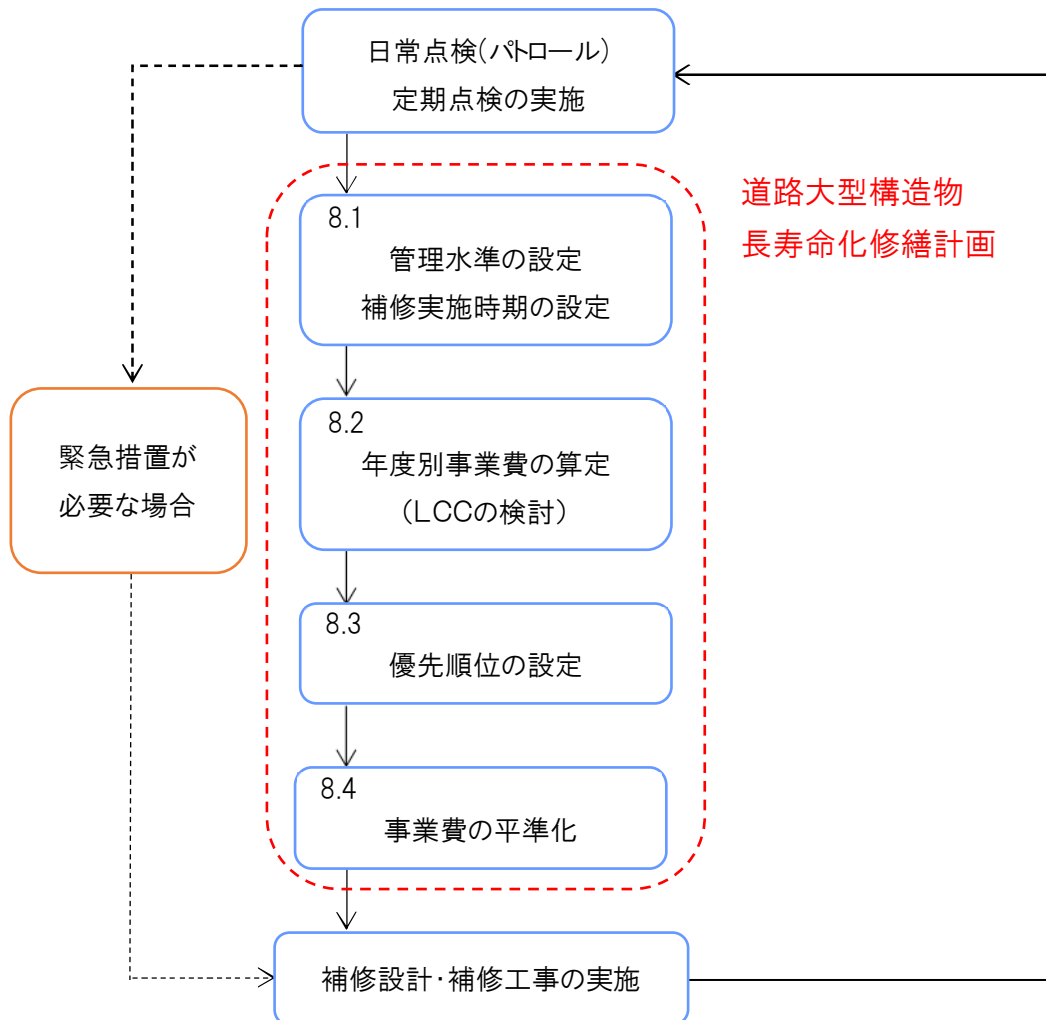 日常点検(パトロール)
定期点検の実施
道路大型構造物
長寿命化修繕計画
8.1
管理水準の設定
補修実施時期の設定
緊急措置が
必要な場合
8.2
年度別事業費の算定
(LCCの検討)
8.3
優先順位の設定
8.4
事業費の平準化
補修設計･補修工事の実施